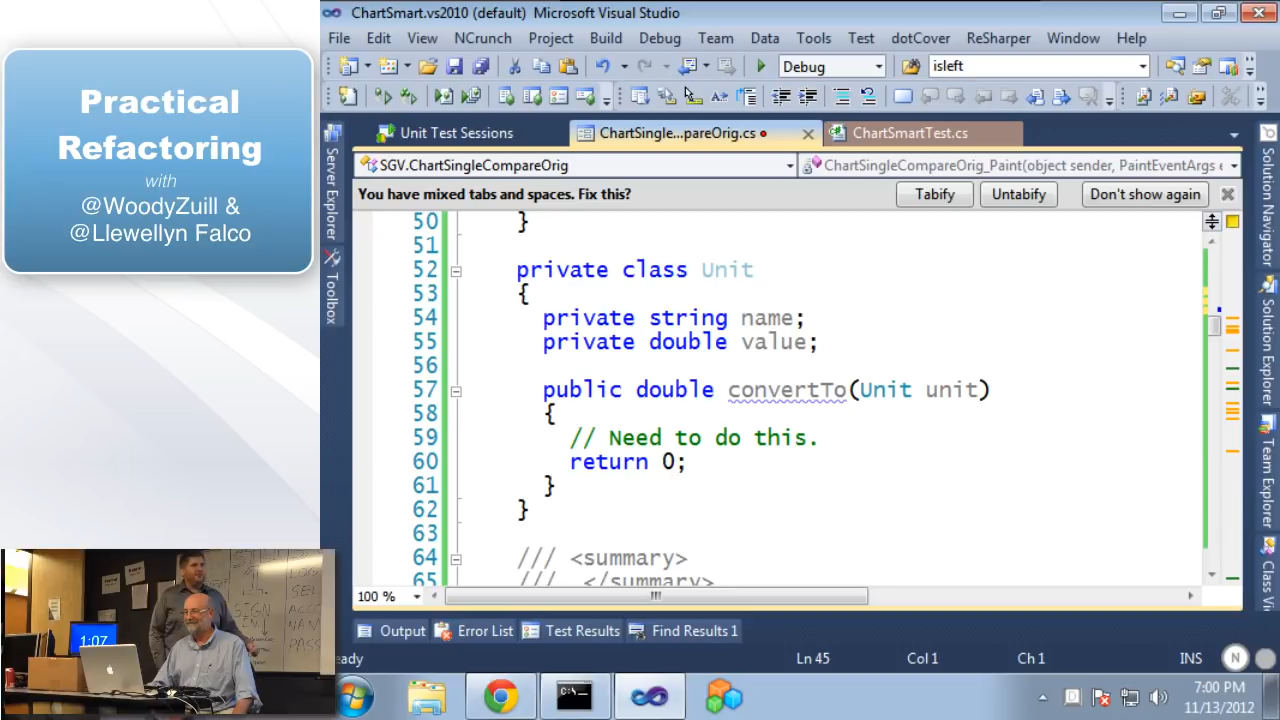 Practical
Refactoring
with
@WoodyZuill &
@Llewellyn Falco
ChartSmart.vs2010 (default) - Microsoft Visual Studio
File Edit View NCrunch Project Build Debug Team Data Tools Test dotCover ReSharper Window Help
Debug isleft
Unit Test Sessions ChartSingle...pareOrig.cs ChartSmartTest.cs
SGV.ChartSingleCompareOrig ChartSingleCompareOrig_Paint(object sender, PaintEventArgs e
You have mixed tabs and spaces. Fix this? Tabify Untabify Don't show again
50 }
51
52 private class Unit
53 {
54 private string name;
55 private double value;
56
57 public double convertTo(Unit unit)
58 {
59 // Need to do this.
60 return 0;
61 }
62 }
63
64 /// <summary>
65 /// </summary>
100 %
Server Explorer
Toolbox
Solution Navigator
Solution Explorer
Team Explorer
Class View
Output Error List Test Results Find Results 1
eady Ln 45 Col 1 Ch 1 INS N
7:00 PM
11/13/2012
1:07
SIGN
IN